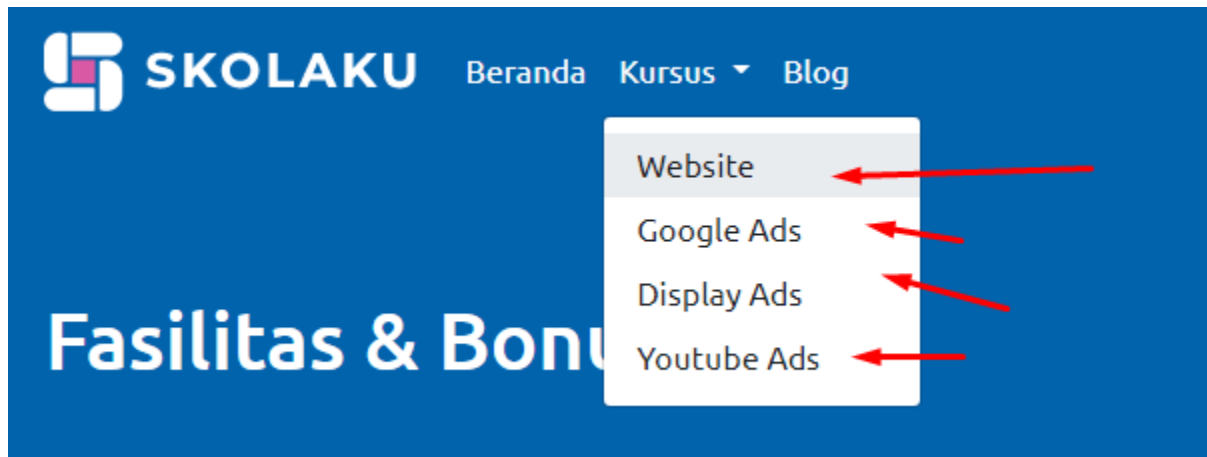 SKOLAKU Beranda Kursus Blog
Website
Google Ads
Display Ads
Youtube Ads
Fasilitas & Bonu